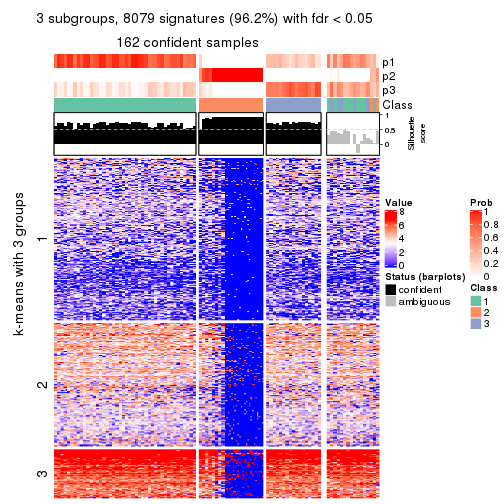 3 subgroups, 8079 signatures (96.2%) with fdr < 0.05
162 confident samples
p1
p2
p3
Class
1
0.5
0
Silhouette
score
k-means with 3 groups
1
2
3
Value
8
6
4
2
0
Status (barplots)
confident
ambiguous
Prob
1
0.8
0.6
0.4
0.2
0
Class
1
2
3